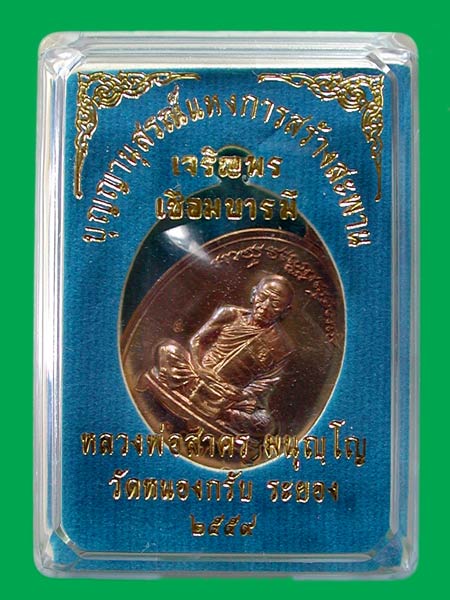 บุญญานุสรณ์แห่งการสร้างสะพาน
เจริญพร
เชื่อมบารมี
หลวงพ่อสาคร มนุญฺโญ
วัดหนองกรับ ระยอง
๒๕๕๙